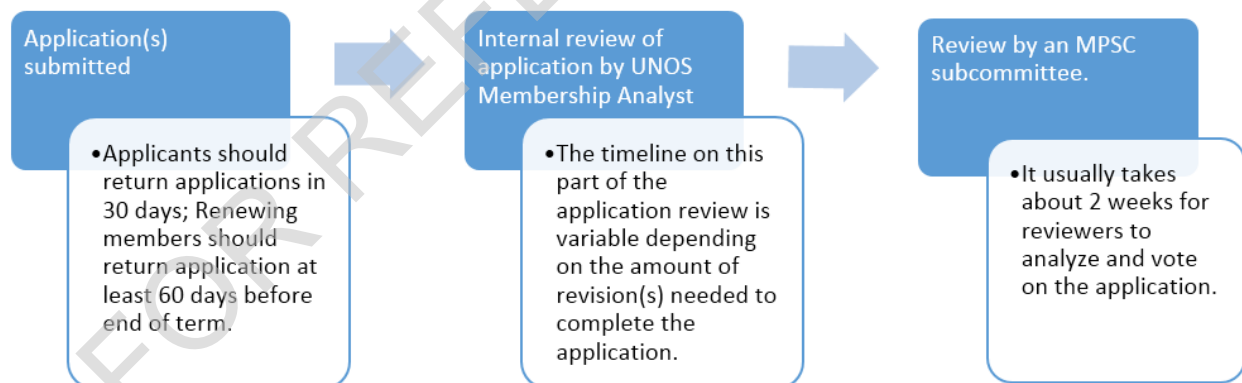 Application(s)
submitted
•Applicants should
return applications in
30 days; Renewing
members should
return application at
least 60 days before
end of term.
Internal review of
application by UNOS
Membership Analyst
•The timeline on this
part of the
application review is
variable depending
on the amount of
revision(s) needed to
complete the
application.
Review by an MPSC
subcommittee.
•It usually takes
about 2 weeks for
reviewers to
analyze and vote
on the application.
FOR